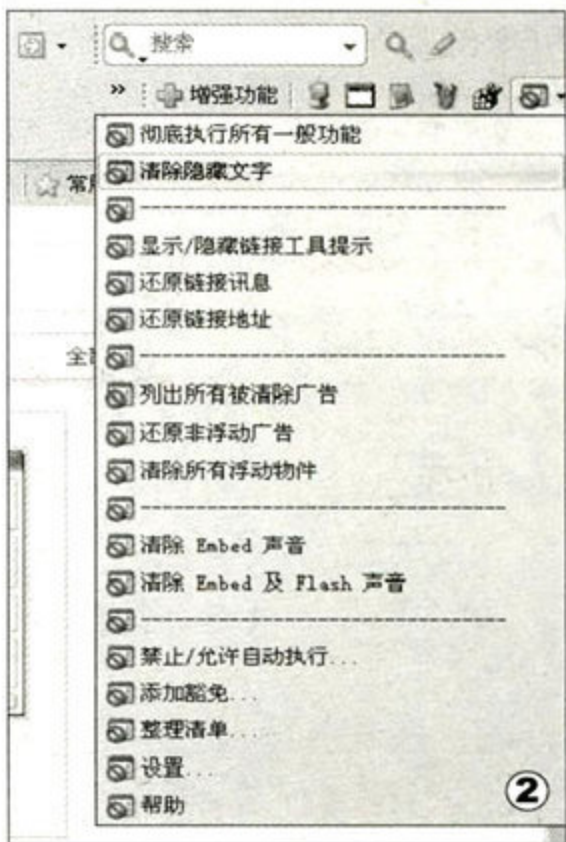 搜索
» 增强功能
彻底执行所有一般功能
常
清除隐藏文字
------------------------------
显示/隐藏链接工具提示
还原链接讯息
还原链接地址
全
------------------------------
列出所有被清除广告
还原非浮动广告
清除所有浮动物件
------------------------------
清除 Embed 声音
清除 Embed 及 Flash 声音
------------------------------
禁止/允许自动执行...
添加豁免...
整理清单...
设置...
帮助
②